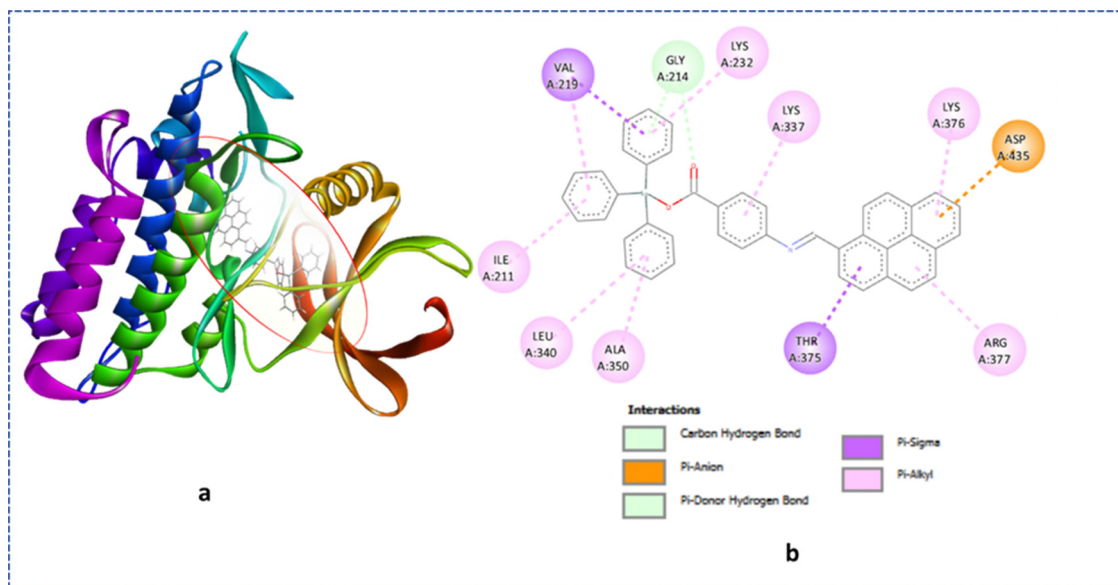 VAL
A:219
GLY
A:214
LYS
A:232
LYS
A:337
LYS
A:376
ASP
A:435
ILE
A:211
LEU
A:340
ALA
A:350
THR
A:375
ARG
A:377
O
N
Interactions
Carbon Hydrogen Bond
Pi-Anion
Pi-Donor Hydrogen Bond
Pi-Sigma
Pi-Alkyl
a
b